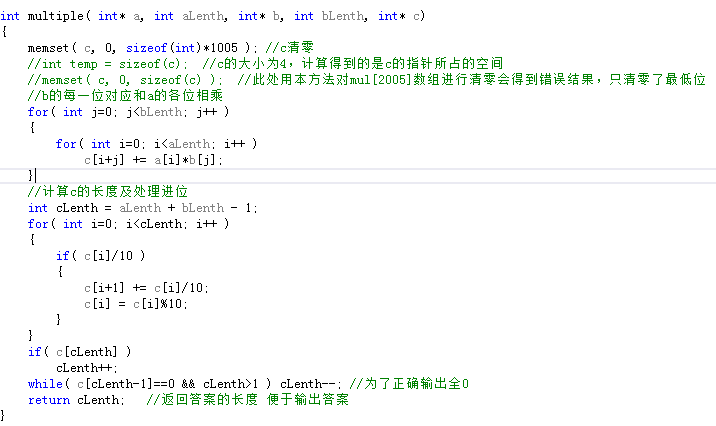 int multiple( int* a, int aLenth, int* b, int bLenth, int* c)
{
    memset( c, 0, sizeof(int)*1005 ); //c清零
    //int temp = sizeof(c);  //c的大小为4，计算得到的是c的指针所占的空间
    //memset( c, 0, sizeof(c) );  //此处用本方法对mul[2005]数组进行清零会得到错误结果，只清零了最低位
    //b的每一位对应和a的各位相乘
    for( int j=0; j<bLenth; j++ )
    {
        for( int i=0; i<aLenth; i++ )
            c[i+j] += a[i]*b[j];
    }
    //计算c的长度及处理进位
    int cLenth = aLenth + bLenth - 1;
    for( int i=0; i<cLenth; i++ )
    {
        if( c[i]/10 )
        {
            c[i+1] += c[i]/10;
            c[i] = c[i]%10;
        }
    }
    if( c[cLenth] )
        cLenth++;
    while( c[cLenth-1]==0 && cLenth>1 ) cLenth--; //为了正确输出全0
    return cLenth;   //返回答案的长度 便于输出答案
}